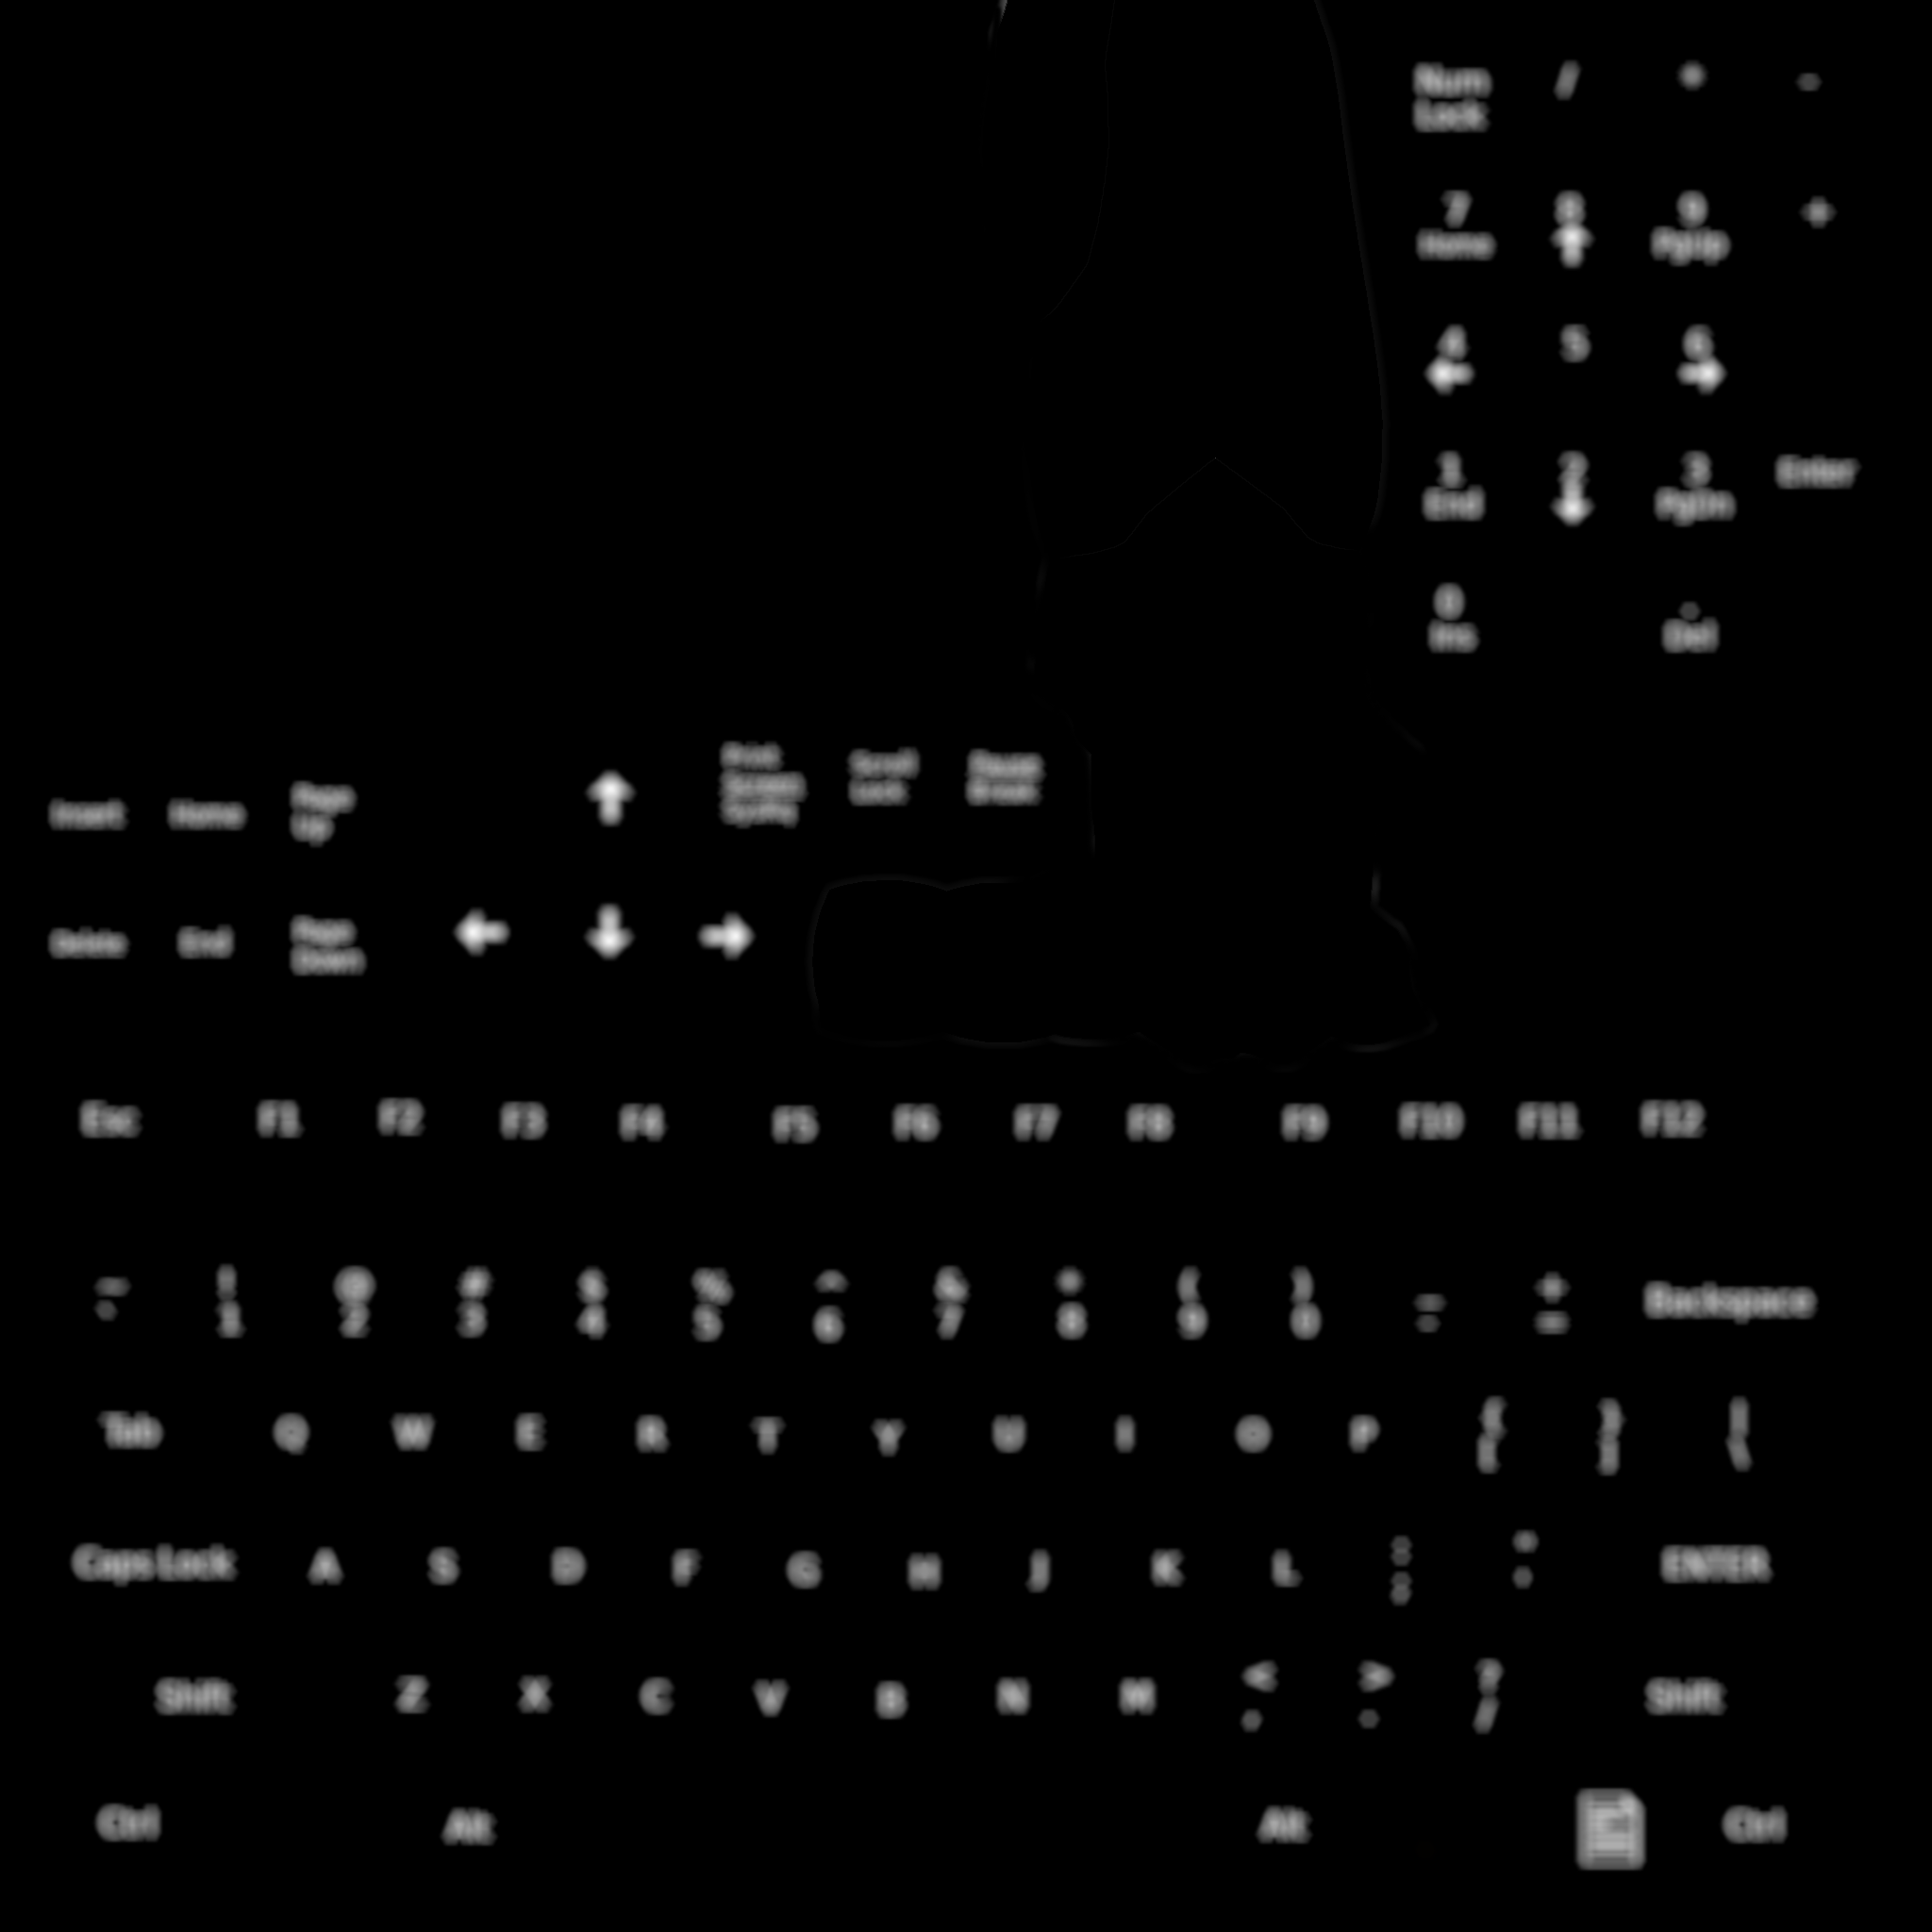 Num / * -
Lock
7 8 9 +
Home ↑ PgUp
4 5 6
← →
1 2 3 Enter
End ↓ PgDn
0 .
Ins Del
Insert Home Page Up ↑ Print Screen SysRq Scroll Lock Pause Break
Delete End Page Down ← ↓ →
Esc F1 F2 F3 F4 F5 F6 F7 F8 F9 F10 F11 F12
~ ! @ # $ % ^ & * ( ) _ +
` 1 2 3 4 5 6 7 8 9 0 - = Backspace
Tab Q W E R T Y U I O P { } |
[ ] \
Caps Lock A S D F G H J K L : " ENTER
; '
Shift Z X C V B N M < > ? Shift
, . /
Ctrl Alt Alt Ctrl